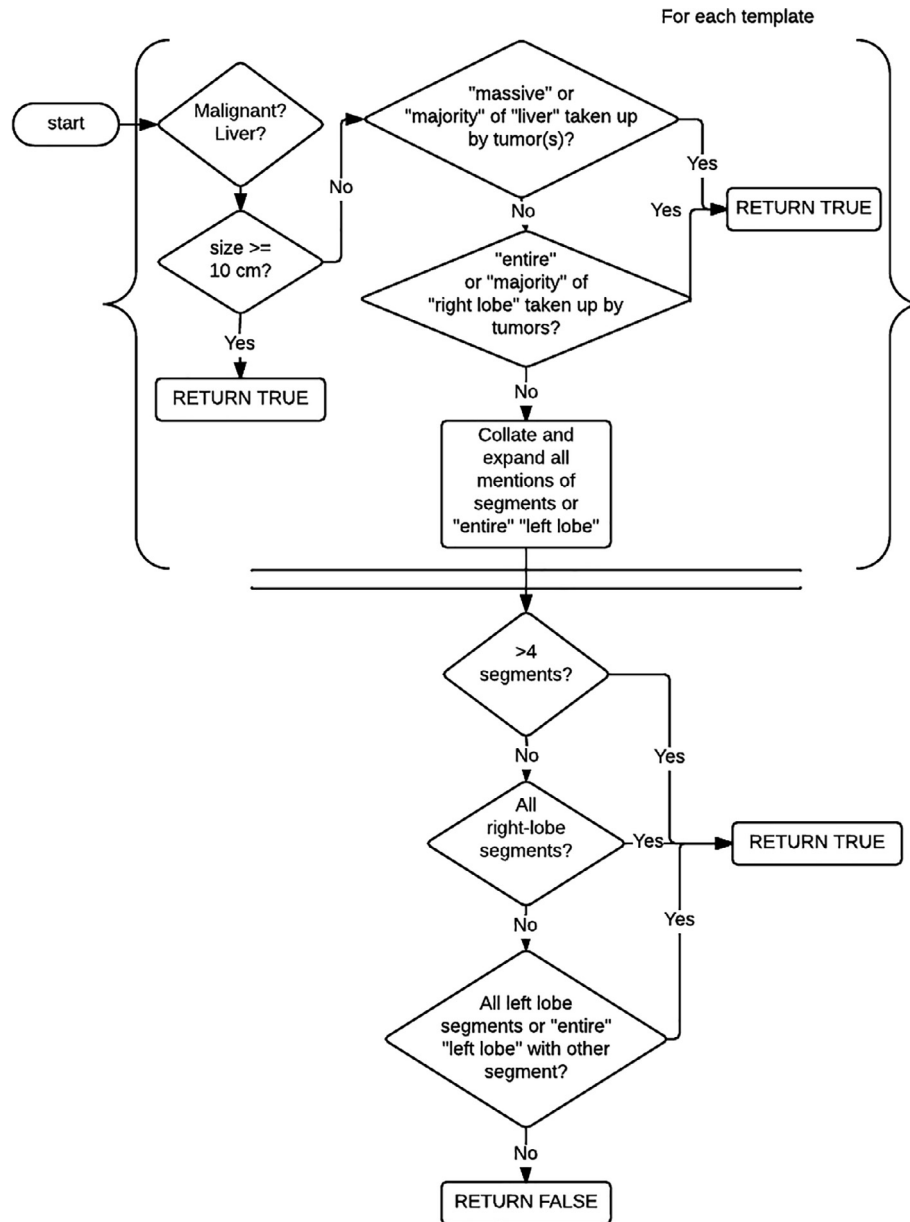 For each template
start
Malignant?
Liver?
"massive" or
"majority" of "liver" taken up
by tumor(s)?
No
Yes
No
Yes
RETURN TRUE
size >=
10 cm?
"entire"
or "majority" of
"right lobe" taken up by
tumors?
Yes
RETURN TRUE
No
Collate and
expand all
mentions of
segments or
"entire" "left lobe"
>4
segments?
No
Yes
All
right-lobe
segments?
Yes
RETURN TRUE
No
Yes
All left lobe
segments or "entire"
"left lobe" with other
segment?
No
RETURN FALSE